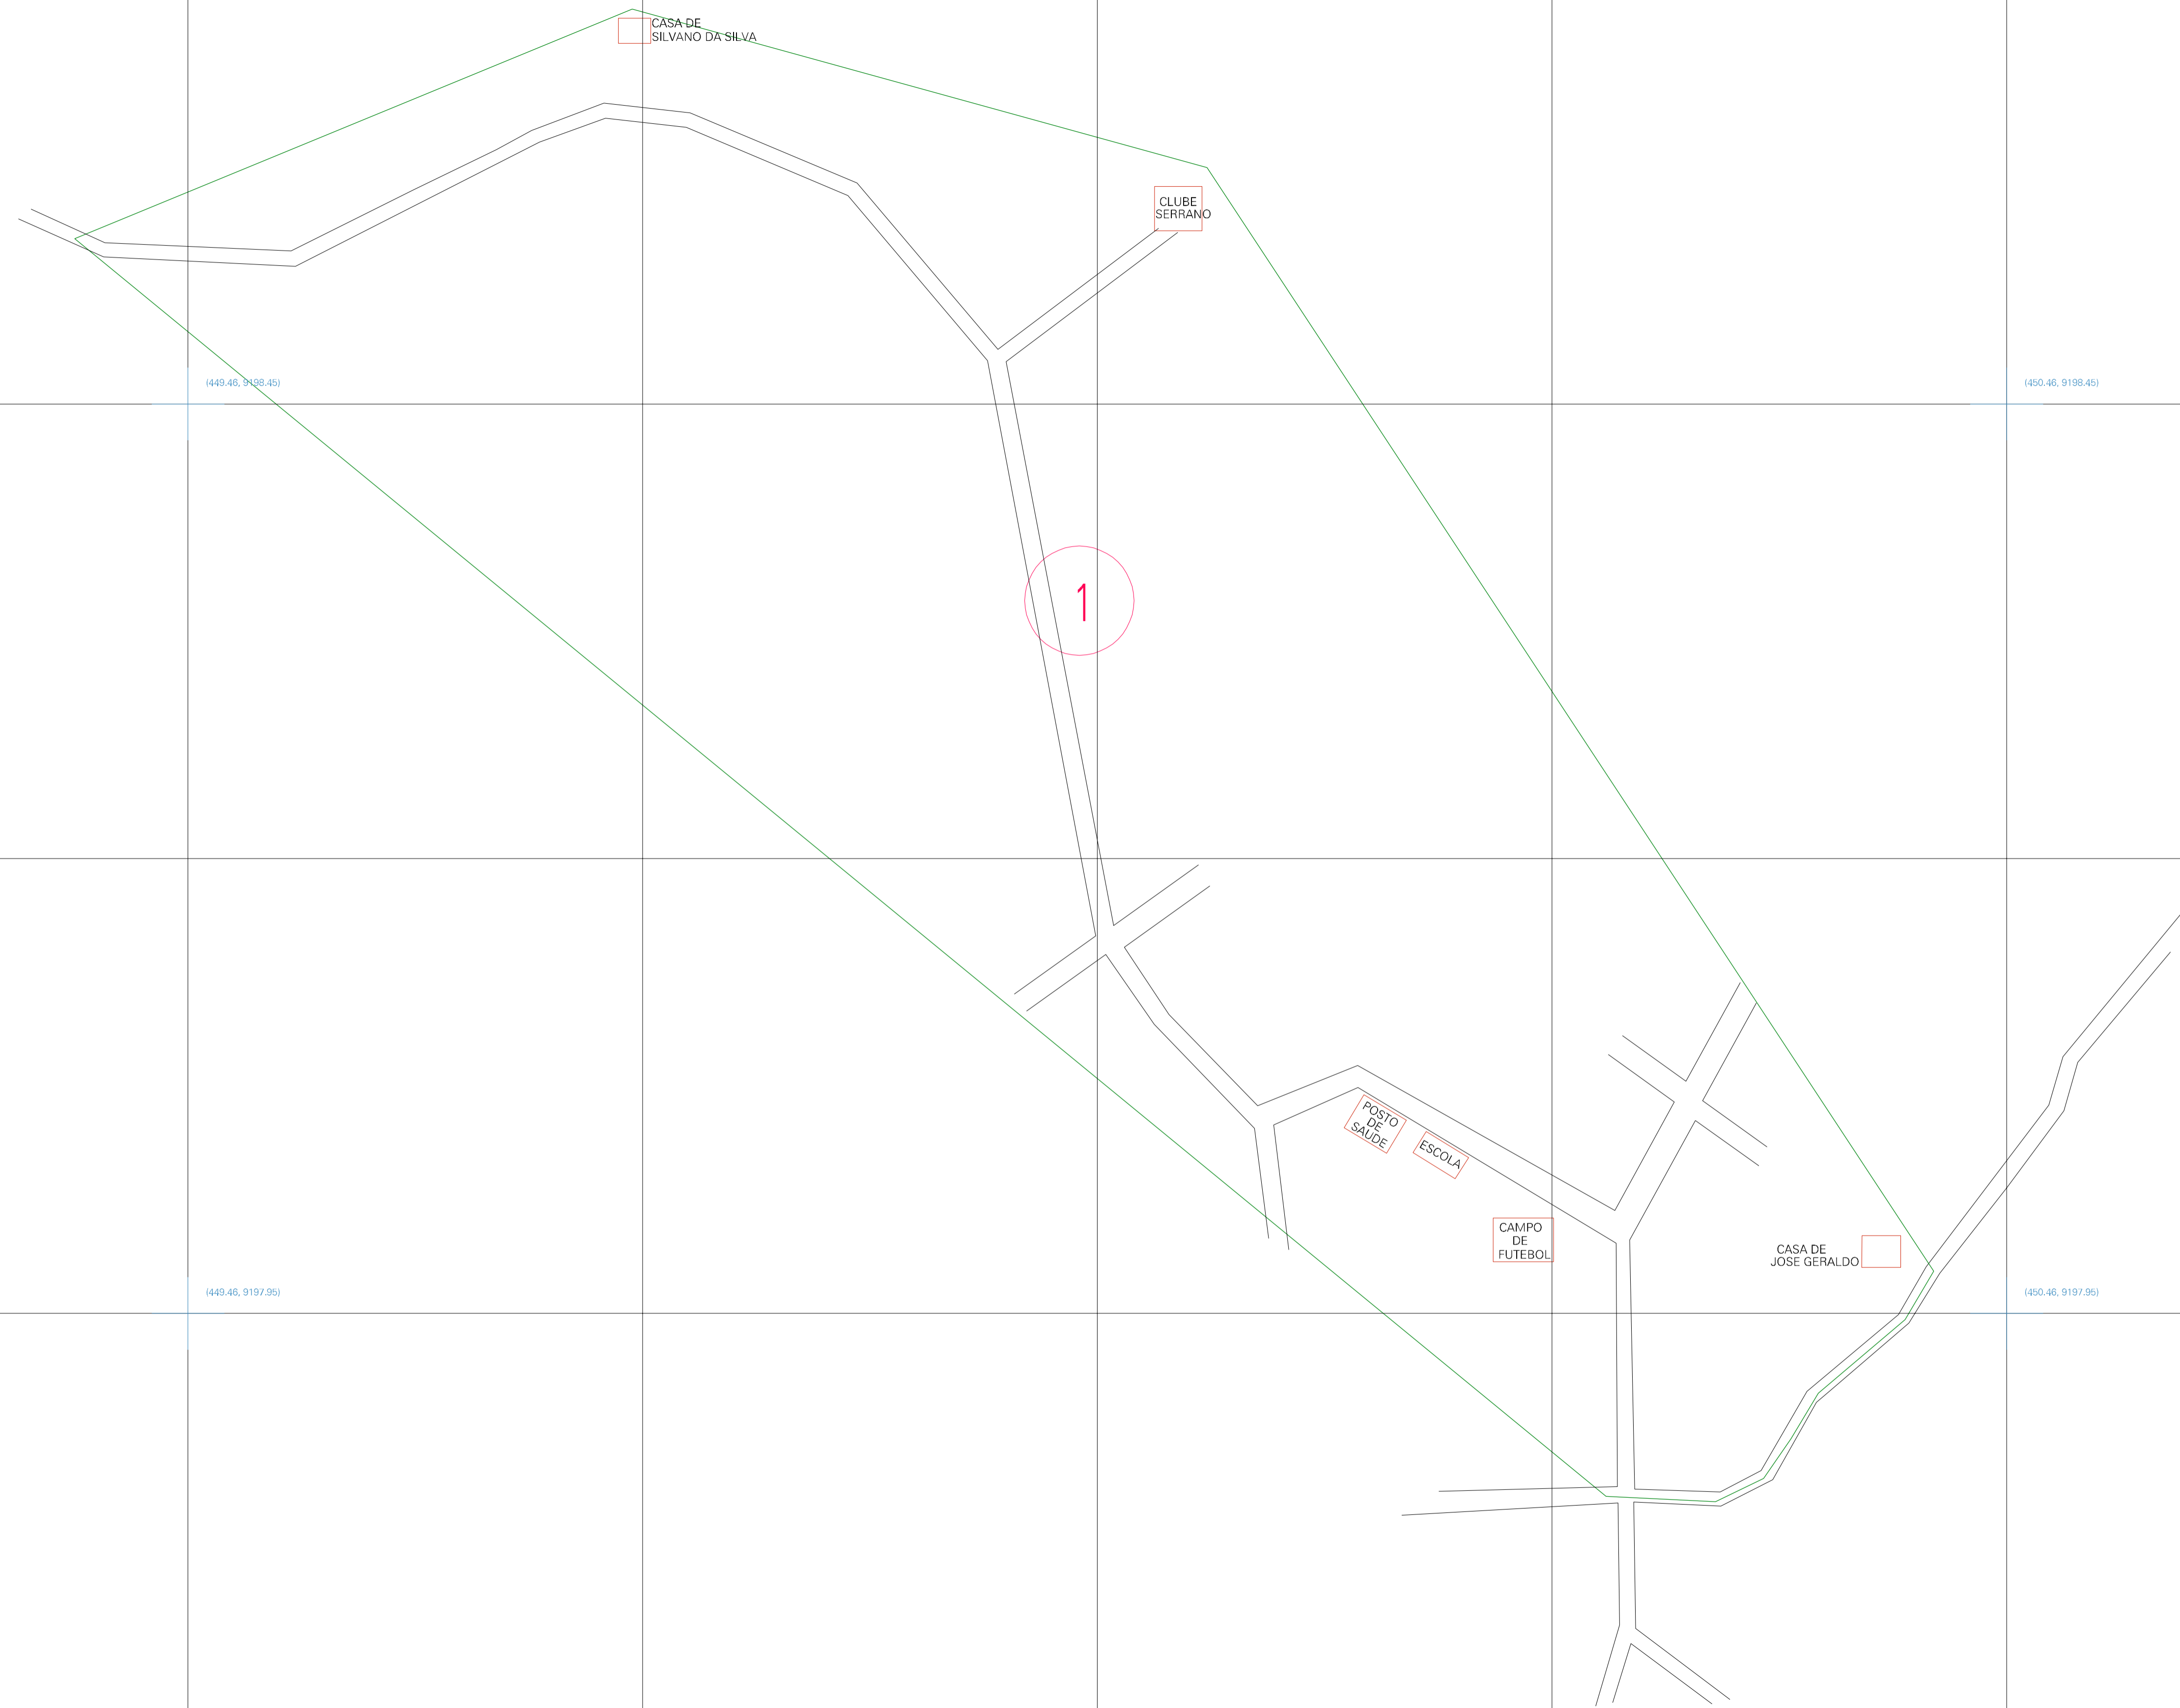 CASA DE
SILVANO DA SILVA
CLUBE
SERRANO
(449.46, 9198.45)
(450.46, 9198.45)
1
POSTO
DE
SAUDE
ESCOLA
CAMPO
DE
FUTEBOL
CASA DE
JOSE GERALDO
(449.46, 9197.95)
(450.46, 9197.95)